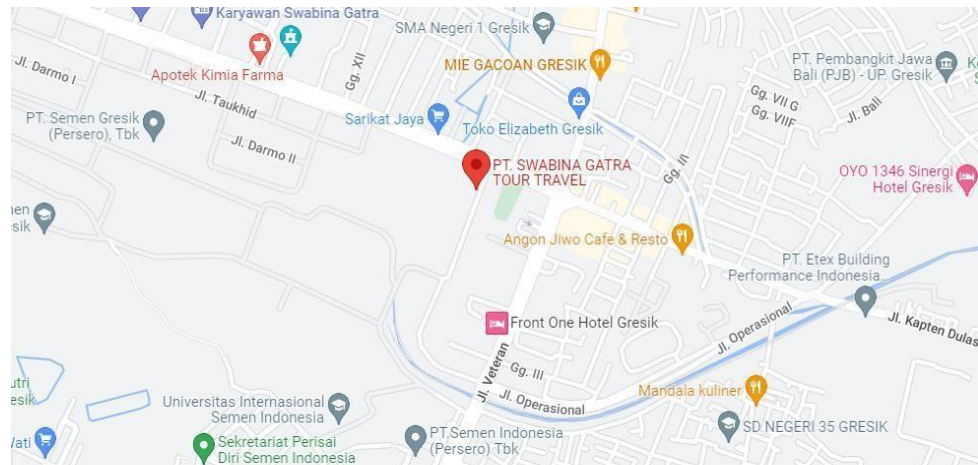 Karyawan Swabina Gatra
SMA Negeri 1 Gresik
Jl. Darmo I
Apotek Kimia Farma
Gg. XII
MIE GACOAN GRESIK
PT. Pembangkit Jawa
Bali (PJB) - UP. Gresik
Jl. Taukhid
Gg. VII G
Gg. VIIF
Jl. Bali
PT. Semen Gresik
(Persero), Tbk
Sarikat Jaya
Toko Elizabeth Gresik
Jl. Darmo II
PT. SWABINA GATRA
TOUR TRAVEL
Gg. I/I
OYO 1346 Sinergi
Hotel Gresik
Angon Jiwo Cafe & Resto
PT. Etex Building
Performance Indonesia...
Front One Hotel Gresik
Jl. Operasional
Jl. Kapten Dulas
Jl. Veteran
Gg. III
Jl. Operasional
Mandala kuliner
Universitas Internasional
Semen Indonesia
SD NEGERI 35 GRESIK
Sekretariat Perisai
Diri Semen Indonesia
PT.Semen Indonesia
(Persero) Tbk